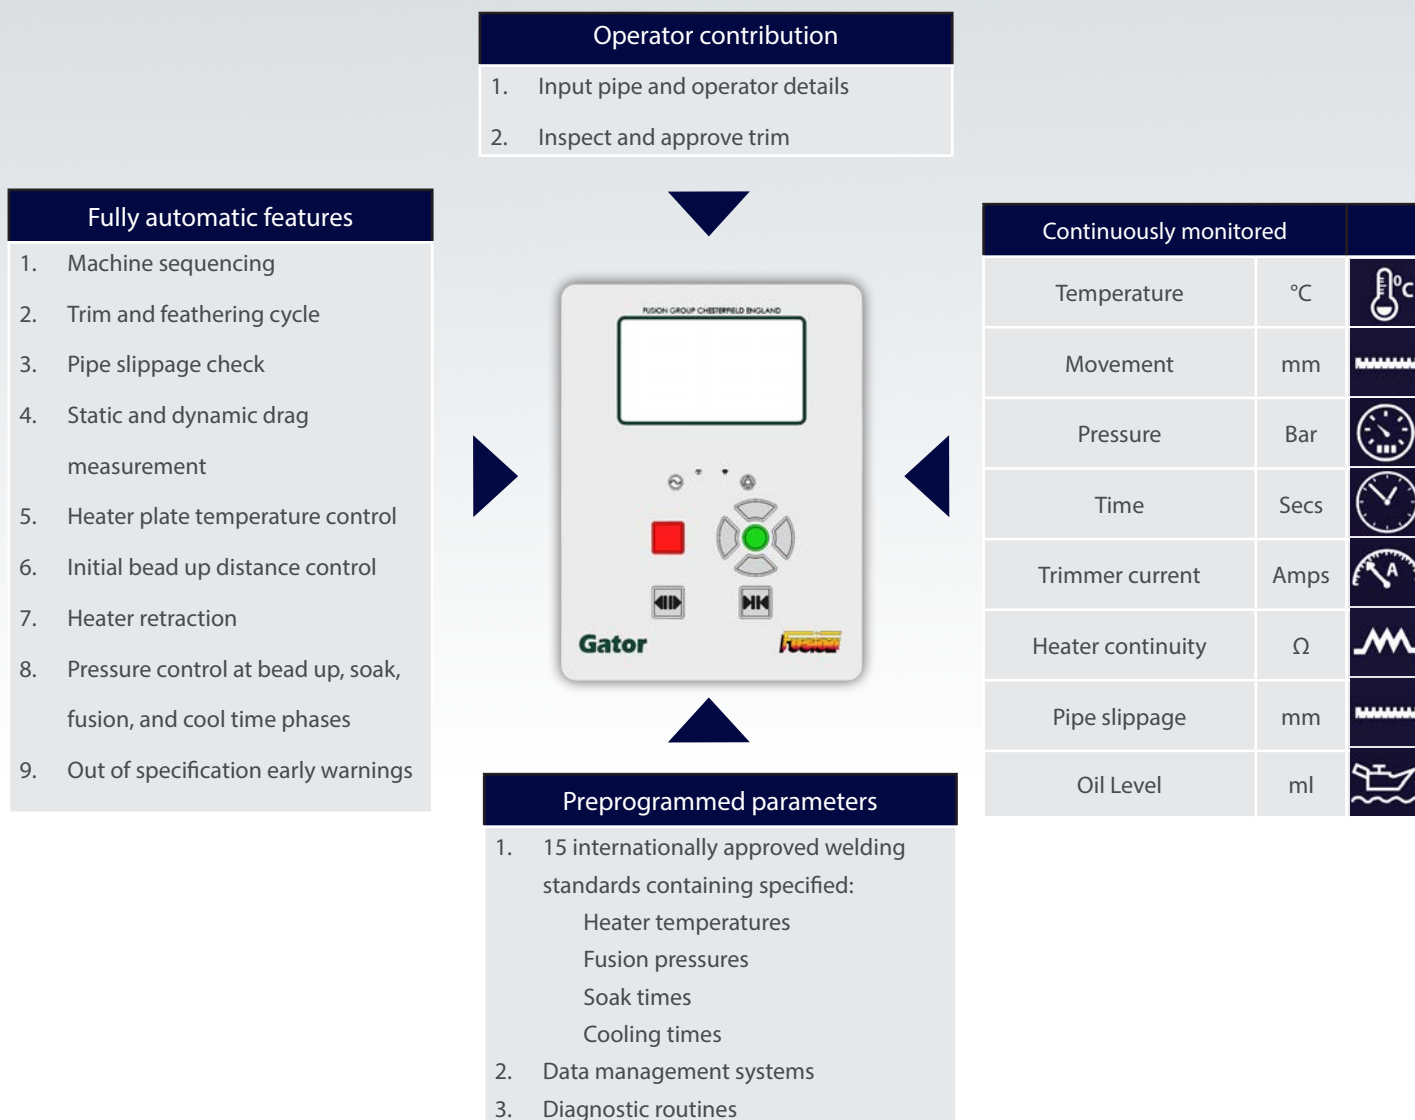 Operator contribution
1. Input pipe and operator details
2. Inspect and approve trim
Fully automatic features
1. Machine sequencing
2. Trim and feathering cycle
3. Pipe slippage check
4. Static and dynamic drag
measurement
5. Heater plate temperature control
6. Initial bead up distance control
7. Heater retraction
8. Pressure control at bead up, soak,
fusion, and cool time phases
9. Out of specification early warnings
FUSION GROUP CHESTERFIELD ENGLAND
Gator
Fusion
Continuously monitored
Temperature °C °C
Movement mm
Pressure Bar
Time Secs
Trimmer current Amps A
Heater continuity Ω
Pipe slippage mm
Oil Level ml
Preprogrammed parameters
1. 15 internationally approved welding
standards containing specified:
Heater temperatures
Fusion pressures
Soak times
Cooling times
2. Data management systems
3. Diagnostic routines